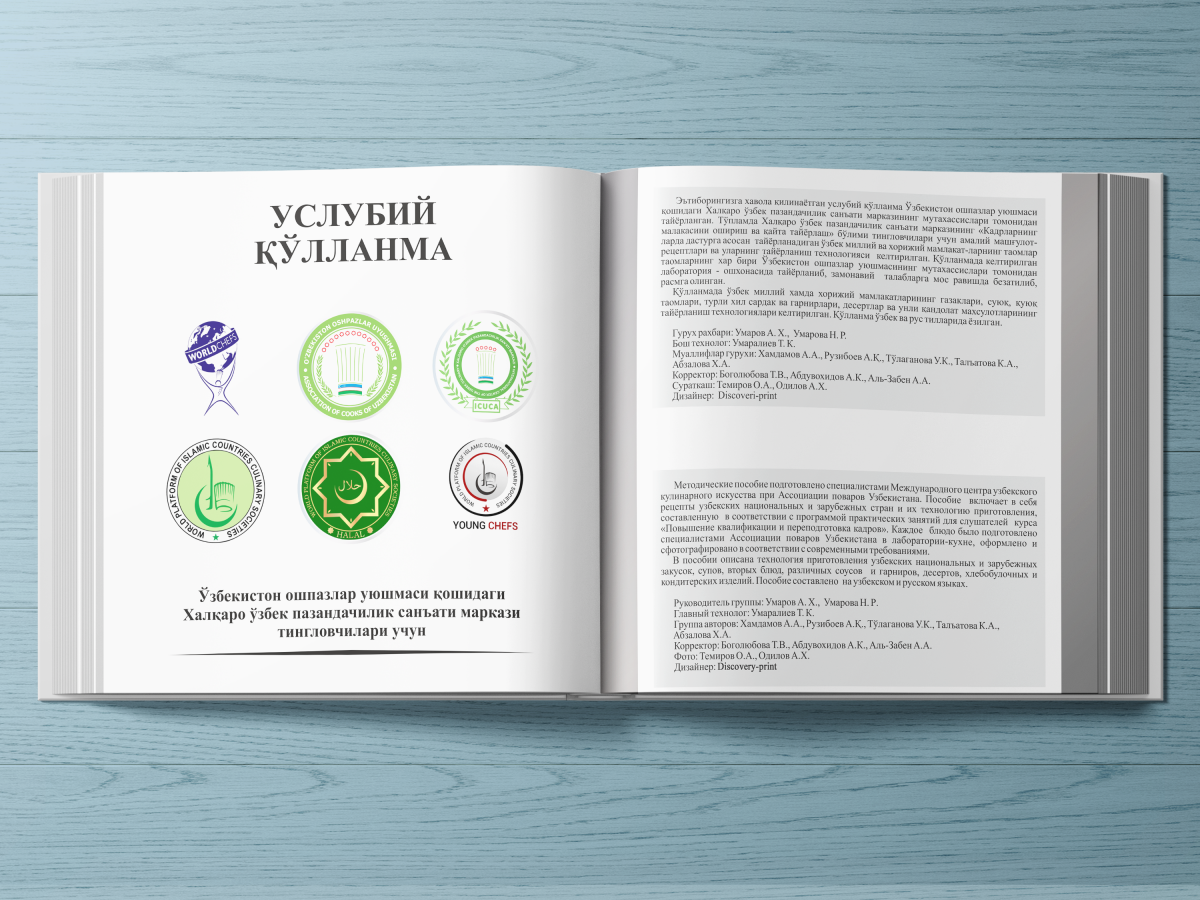 УСЛУБИЙ
ҚЎЛЛАНМА
WORLDCHEFS
O'ZBEKISTON OSHPAZLAR UYUSHMASI
ASSOCIATION OF COOKS OF UZBEKISTAN
ICUCA
WORLD PLATFORM OF ISLAMIC COUNTRIES CULINARY SOCIETIES
WORLD PLATFORM OF ISLAMIC COUNTRIES CULINARY SOCIETIES
حلال
HALAL
WORLD PLATFORM OF ISLAMIC COUNTRIES CULINARY SOCIETIES
YOUNG CHEFS
Ўзбекистон ошпазлар уюшмаси қошидаги
Халқаро ўзбек пазандачилик санъати маркази
тингловчилари учун
Эътиборингизга хавола килинаётган услубий қўлланма Ўзбекистон ошпазлар уюшмаси
қошидаги Халқаро ўзбек пазандачилик санъати марказининг мутахассислари томонидан
тайёрланган. Тўпламда Халқаро ўзбек пазандачилик санъати марказининг «Кадрларнинг
малакасини ошириш ва қайта тайёрлаш» бўлими тингловчилари учун амалий машғулот-
ларда дастурга асосан тайёрланадиган ўзбек миллий ва хорижий мамлакат-ларнинг таомлар
рецептлари ва уларнинг тайёрланиш технологияси келтирилган. Қўлланмада келтирилган
таомларнинг хар бири Ўзбекистон ошпазлар уюшмасининг мутахассислари томонидан
лаборатория - ошхонасида тайёрланиб, замонавий талабларга мос равишда безатилиб,
расмга олинган.
Қўлланмада ўзбек миллий хамда хорижий мамлакатларининг газаклари, суюқ, қуюқ
таомлари, турли хил сардак ва гарнирлари, десертлар ва унли кандолат махсулотларининг
тайёрланиш технологиялари келтирилган. Қўлланма ўзбек ва рус тилларида ёзилган.
Гурух рахбари: Умаров А. Х., Умарова Н. Р.
Бош технолог: Умаралиев Т. К.
Муаллифлар гурухи: Хамдамов А.А., Рузибоев А.Қ., Тўлаганова У.К., Талъатова К.А.,
Абзалова Х.А.
Корректор: Боголюбова Т.В., Абдувохидов А.К., Аль-Забен А.А.
Сураткаш: Темиров О.А., Одилов А.Х.
Дизайнер: Discoveri-print
Методические пособие подготовлено специалистами Международного центра узбекского
кулинарного искусства при Ассоциации поваров Узбекистана. Пособие включает в себя
рецепты узбекских национальных и зарубежных стран и их технологию приготовления,
составленную в соответствии с программой практических занятий для слушателей курса
«Повышение квалификации и переподготовка кадров». Каждое блюдо было подготовлено
специалистами Ассоциации поваров Узбекистана в лаборатории-кухне, оформлено и
сфотографировано в соответствии с современными требованиями.
В пособии описана технология приготовления узбекских национальных и зарубежных
закусок, супов, вторых блюд, различных соусов и гарниров, десертов, хлебобулочных и
кондитерских изделий. Пособие составлено на узбекском и русском языках.
Руководитель группы: Умаров А. Х., Умарова Н. Р.
Главный технолог: Умаралиев Т. К.
Группа авторов: Хамдамов А.А., Рузибоев А.Қ., Тўлаганова У.К., Талъатова К.А.,
Абзалова Х.А.
Корректор: Боголюбова Т.В., Абдувохидов А.К., Аль-Забен А.А.
Фото: Темиров О.А., Одилов А.Х.
Дизайнер: Discovery-print